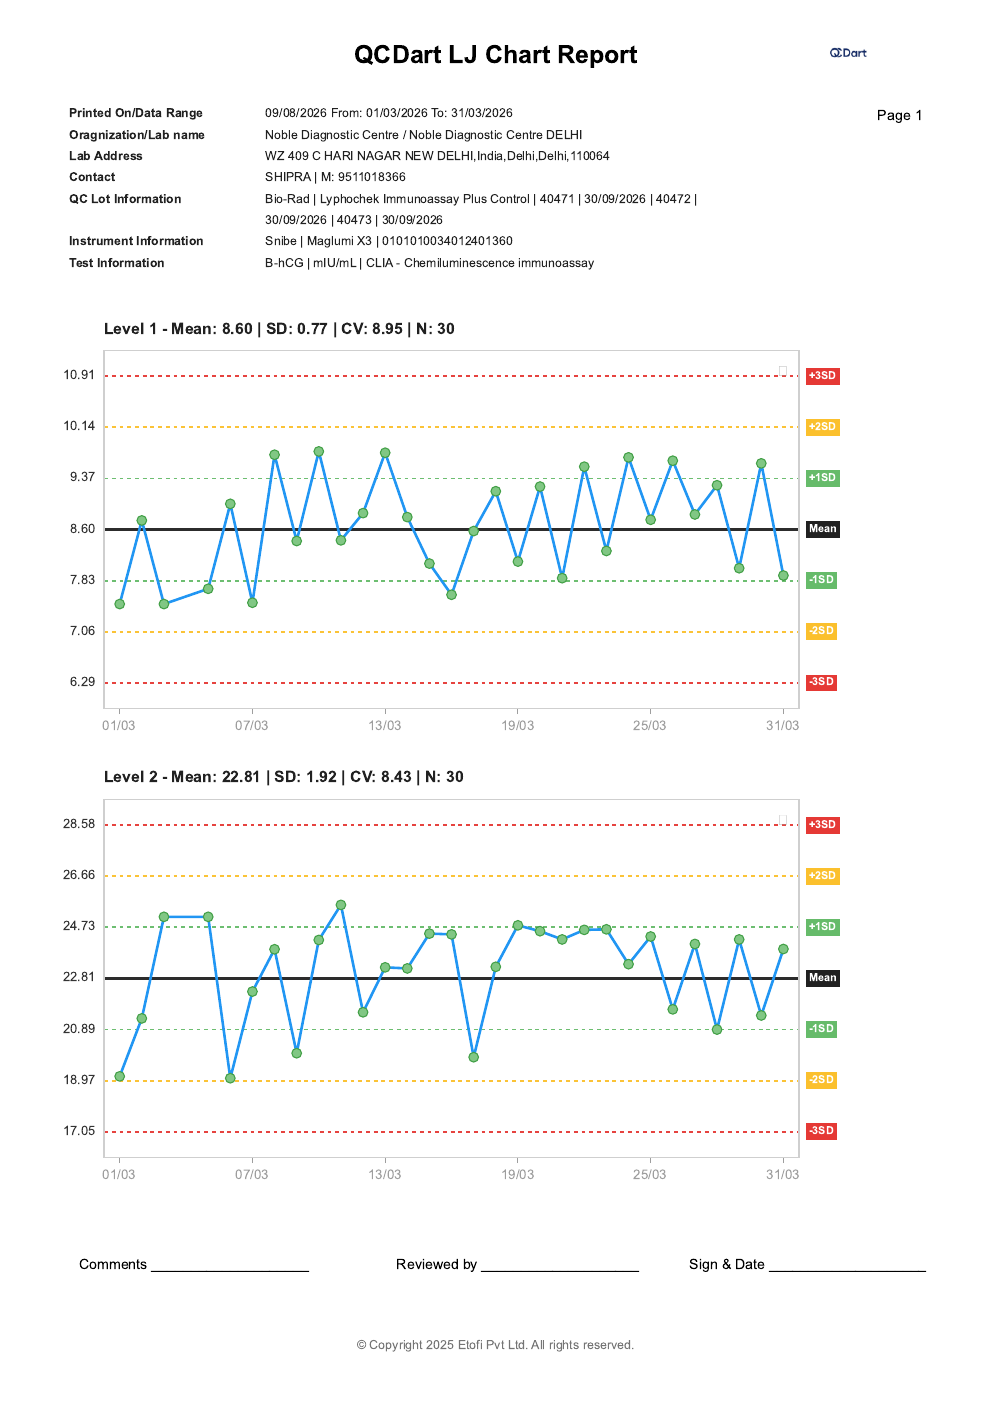 QCDart LJ Chart Report
QCDart
Printed On/Data Range 09/08/2026 From: 01/03/2026 To: 31/03/2026
Page 1
Oragnization/Lab name Noble Diagnostic Centre / Noble Diagnostic Centre DELHI
Lab Address WZ 409 C HARI NAGAR NEW DELHI,India,Delhi,Delhi,110064
Contact SHIPRA | M: 9511018366
QC Lot Information Bio-Rad | Lyphochek Immunoassay Plus Control | 40471 | 30/09/2026 | 40472 |
30/09/2026 | 40473 | 30/09/2026
Instrument Information Snibe | Maglumi X3 | 0101010034012401360
Test Information B-hCG | mIU/mL | CLIA - Chemiluminescence immunoassay
Level 1 - Mean: 8.60 | SD: 0.77 | CV: 8.95 | N: 30
10.91 +3SD
10.14 +2SD
9.37 +1SD
8.60 Mean
7.83 -1SD
7.06 -2SD
6.29 -3SD
01/03 07/03 13/03 19/03 25/03 31/03
Level 2 - Mean: 22.81 | SD: 1.92 | CV: 8.43 | N: 30
28.58 +3SD
26.66 +2SD
24.73 +1SD
22.81 Mean
20.89 -1SD
18.97 -2SD
17.05 -3SD
01/03 07/03 13/03 19/03 25/03 31/03
Comments ____________________ Reviewed by ____________________ Sign & Date ____________________
© Copyright 2025 Etofi Pvt Ltd. All rights reserved.